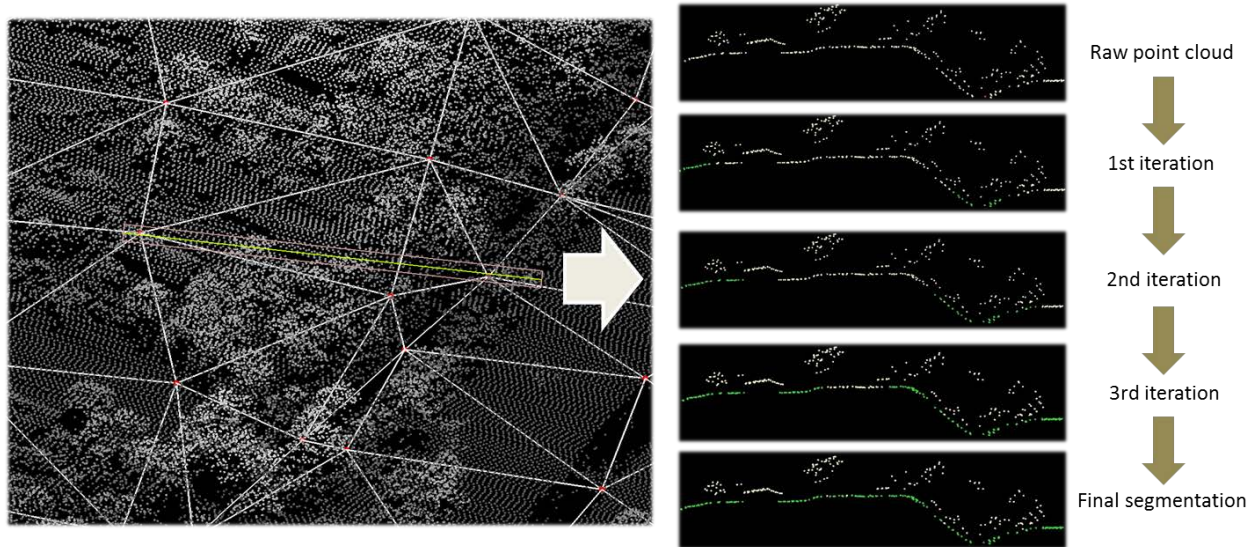 Raw point cloud
1st iteration
2nd iteration
3rd iteration
Final segmentation